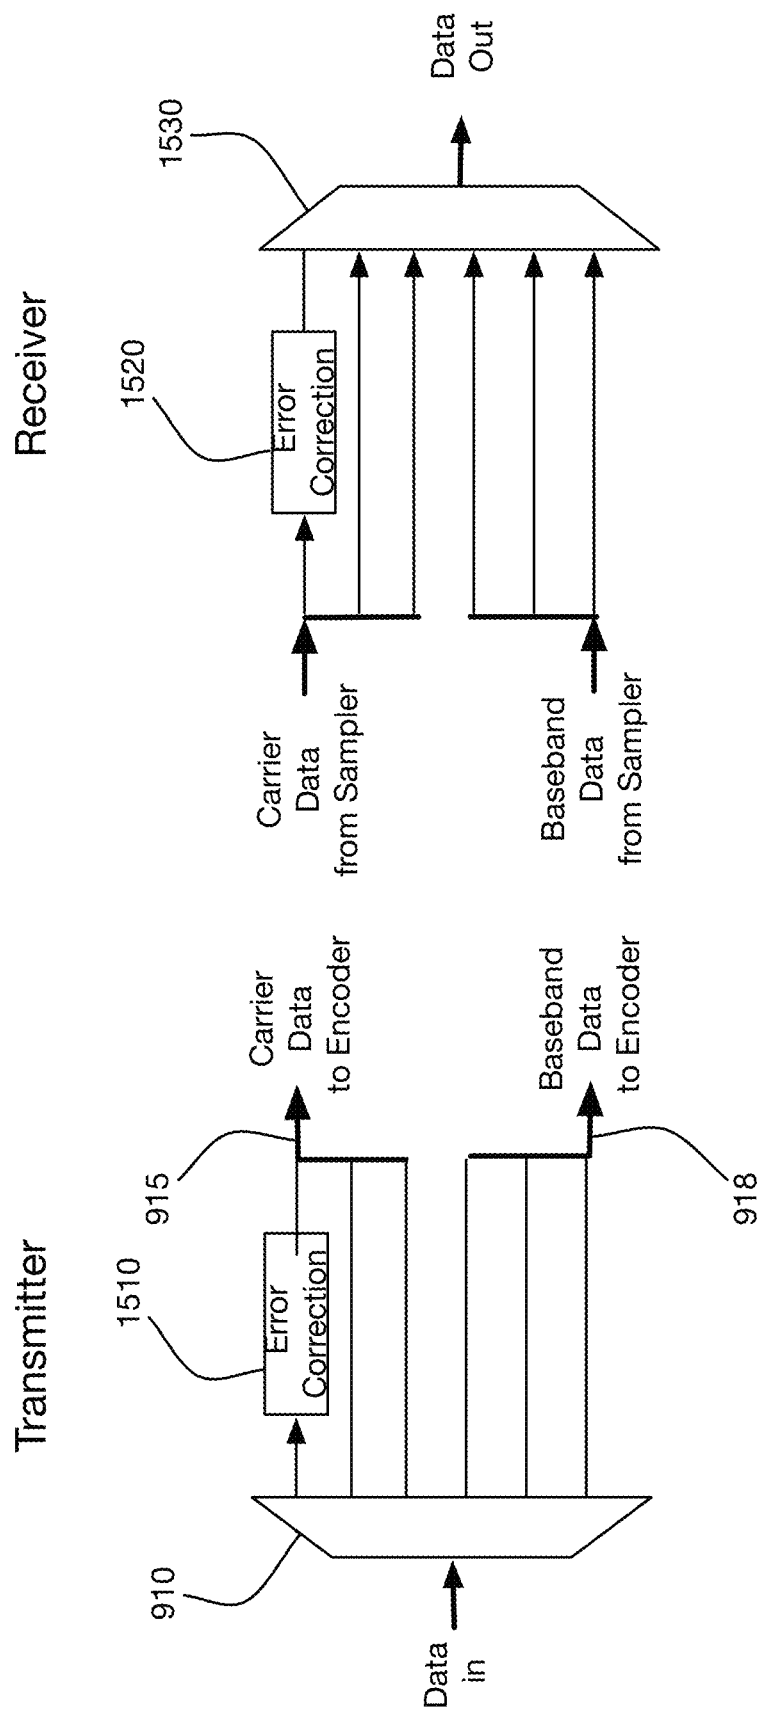 Transmitter
910
Data
in
1510
Error
Correction
915
Carrier
Data
to Encoder
Baseband
Data
to Encoder
918
Receiver
Carrier
Data
from Sampler
Baseband
Data
from Sampler
1520
Error
Correction
1530
Data
Out